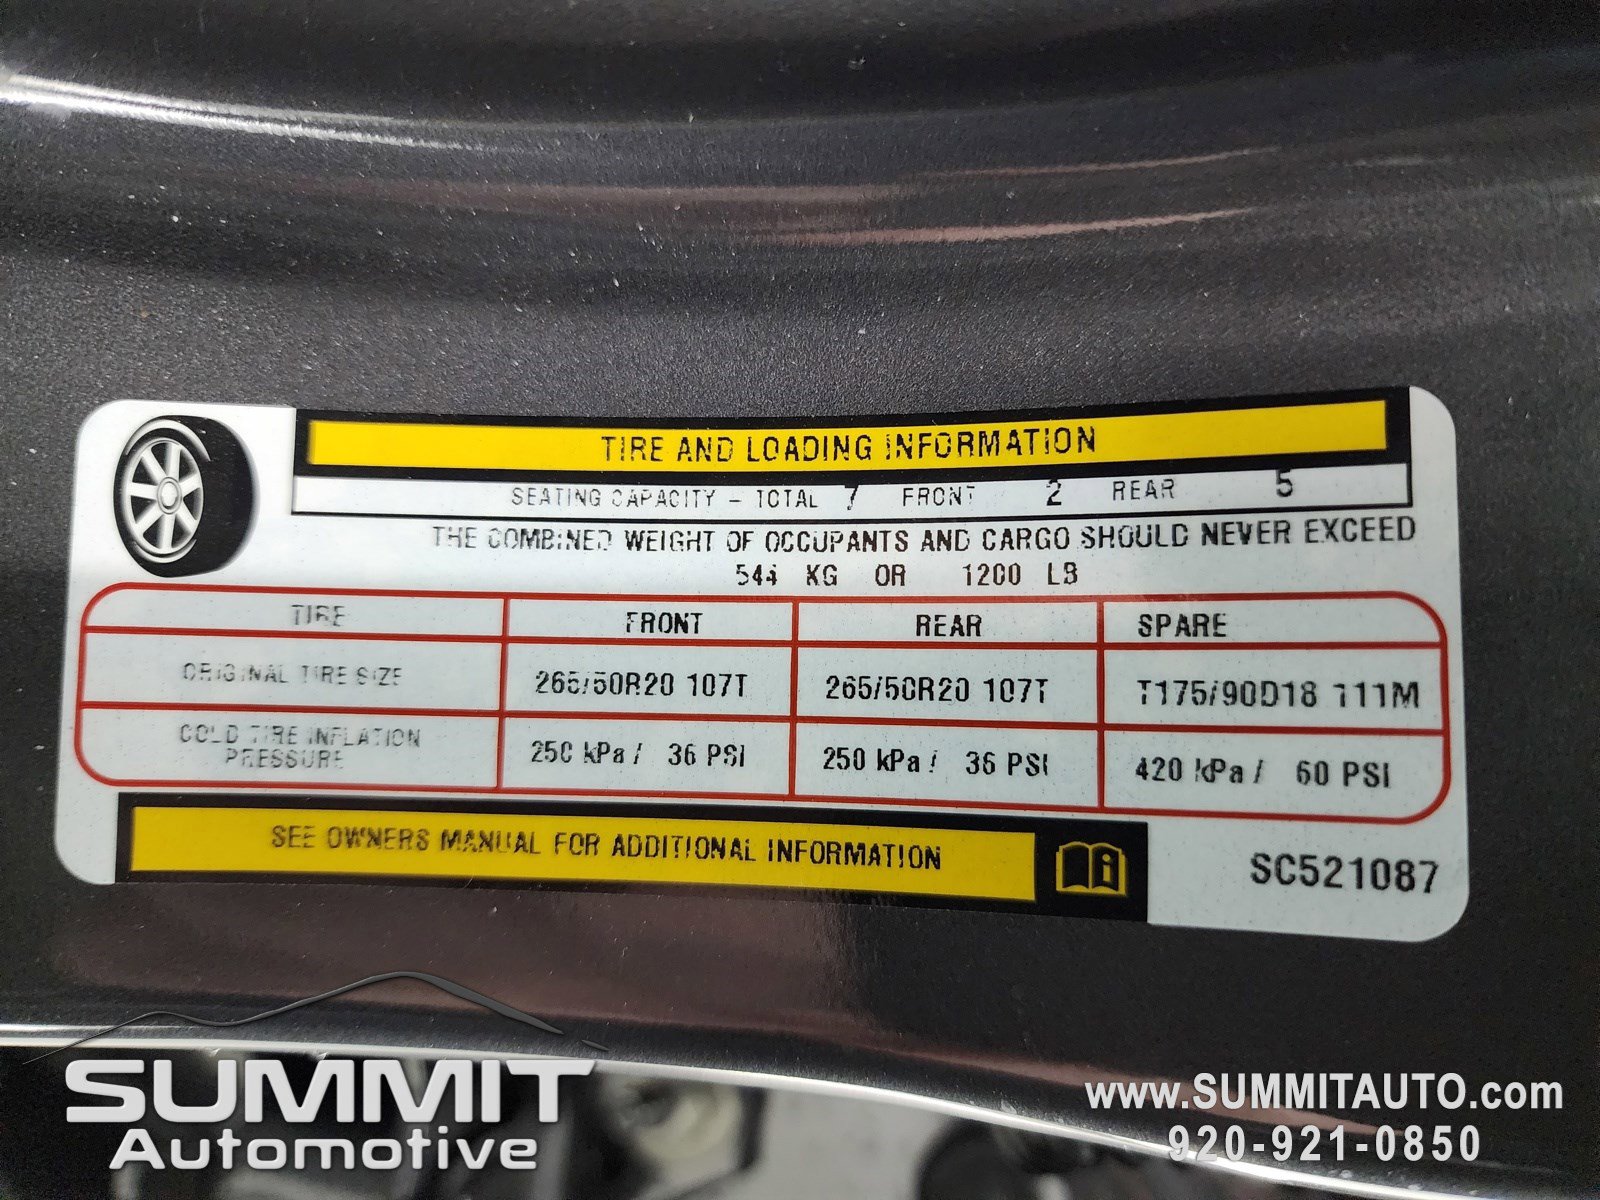 TIRE AND LOADING INFORMATION
SEATING CAPACITY - TOTAL 7 FRONT 2 REAR 5
THE COMBINED WEIGHT OF OCCUPANTS AND CARGO SHOULD NEVER EXCEED
544 KG OR 1200 LB
TIRE FRONT REAR SPARE
ORIGINAL TIRE SIZE 265/50R20 107T 265/50R20 107T T175/90D18 111M
COLD TIRE INFLATION PRESSURE 250 kPa / 36 PSI 250 kPa / 36 PSI 420 kPa / 60 PSI
SEE OWNERS MANUAL FOR ADDITIONAL INFORMATION
SC521087
SUMMIT
Automotive
www.SUMMITAUTO.com
920-921-0850